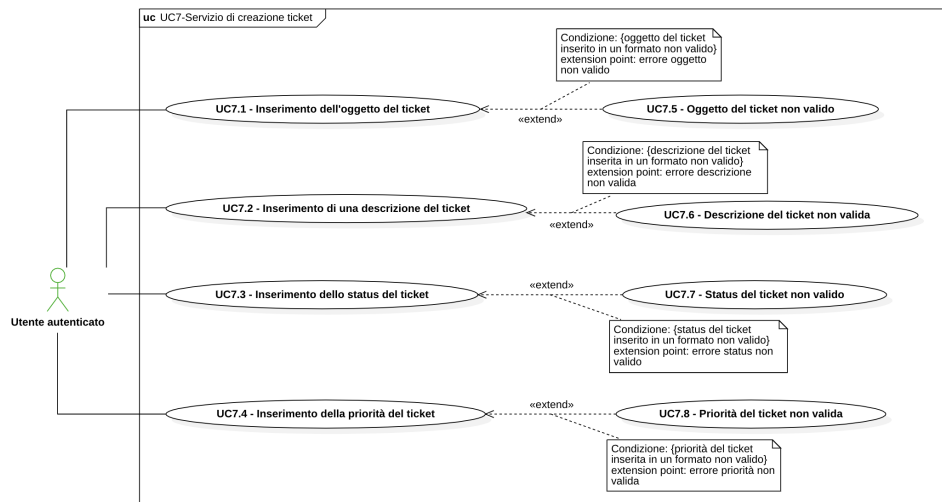 uc UC7-Servizio di creazione ticket
Condizione: {oggetto del ticket
inserito in un formato non valido}
extension point: errore oggetto
non valido
UC7.1 - Inserimento dell'oggetto del ticket
«extend»
UC7.5 - Oggetto del ticket non valido
Condizione: {descrizione del ticket
inserita in un formato non valido}
extension point: errore descrizione
non valida
UC7.2 - Inserimento di una descrizione del ticket
«extend»
UC7.6 - Descrizione del ticket non valida
Utente autenticato
UC7.3 - Inserimento dello status del ticket
«extend»
UC7.7 - Status del ticket non valido
Condizione: {status del ticket
inserito in un formato non valido}
extension point: errore status non
valido
UC7.4 - Inserimento della priorità del ticket
«extend»
UC7.8 - Priorità del ticket non valida
Condizione: {priorità del ticket
inserita in un formato non valido}
extension point: errore priorità non
valida